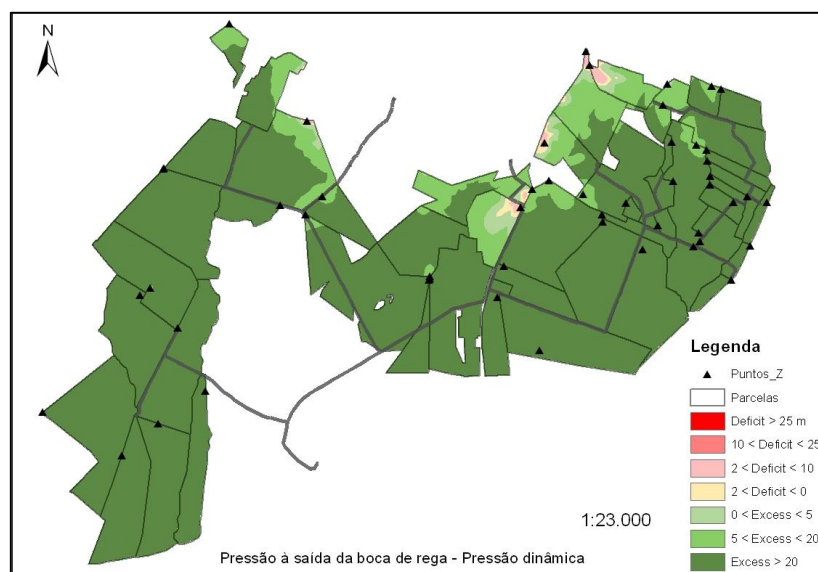 N
Legenda
Puntos_Z
Parcelas
Deficit > 25 m
10 < Deficit < 25
2 < Deficit < 10
2 < Deficit < 0
0 < Excess < 5
5 < Excess < 20
Excess > 20
1:23.000
Pressão à saída da boca de rega - Pressão dinâmica